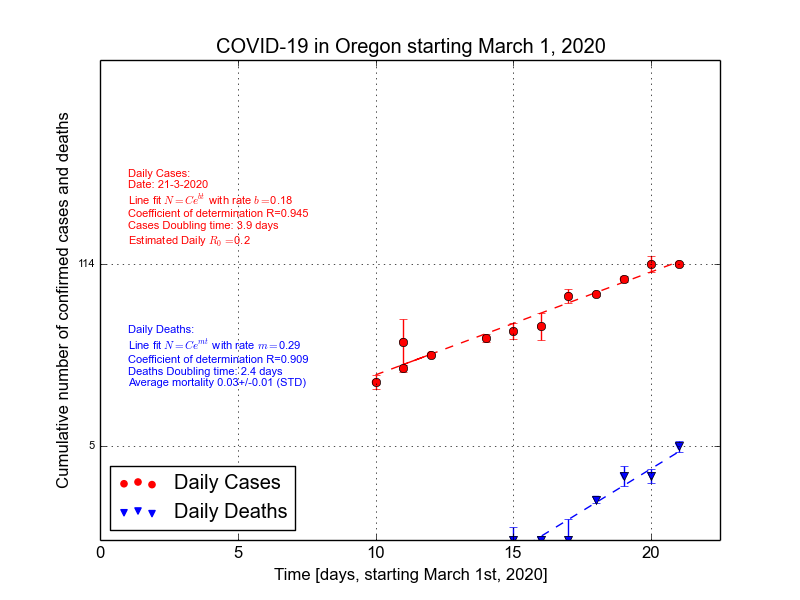 COVID-19 in Oregon starting March 1, 2020
Cumulative number of confirmed cases and deaths
Daily Cases:
Date: 21-3-2020
Line fit N=Ce^{bt} with rate b=0.18
Coefficient of determination R=0.945
Cases Doubling time: 3.9 days
Estimated Daily R_0=0.2
114
Daily Deaths:
Line fit N=Ce^{mt} with rate m=0.29
Coefficient of determination R=0.909
Deaths Doubling time: 2.4 days
Average mortality 0.03+/-0.01 (STD)
5
Daily Cases
Daily Deaths
0 5 10 15 20
Time [days, starting March 1st, 2020]